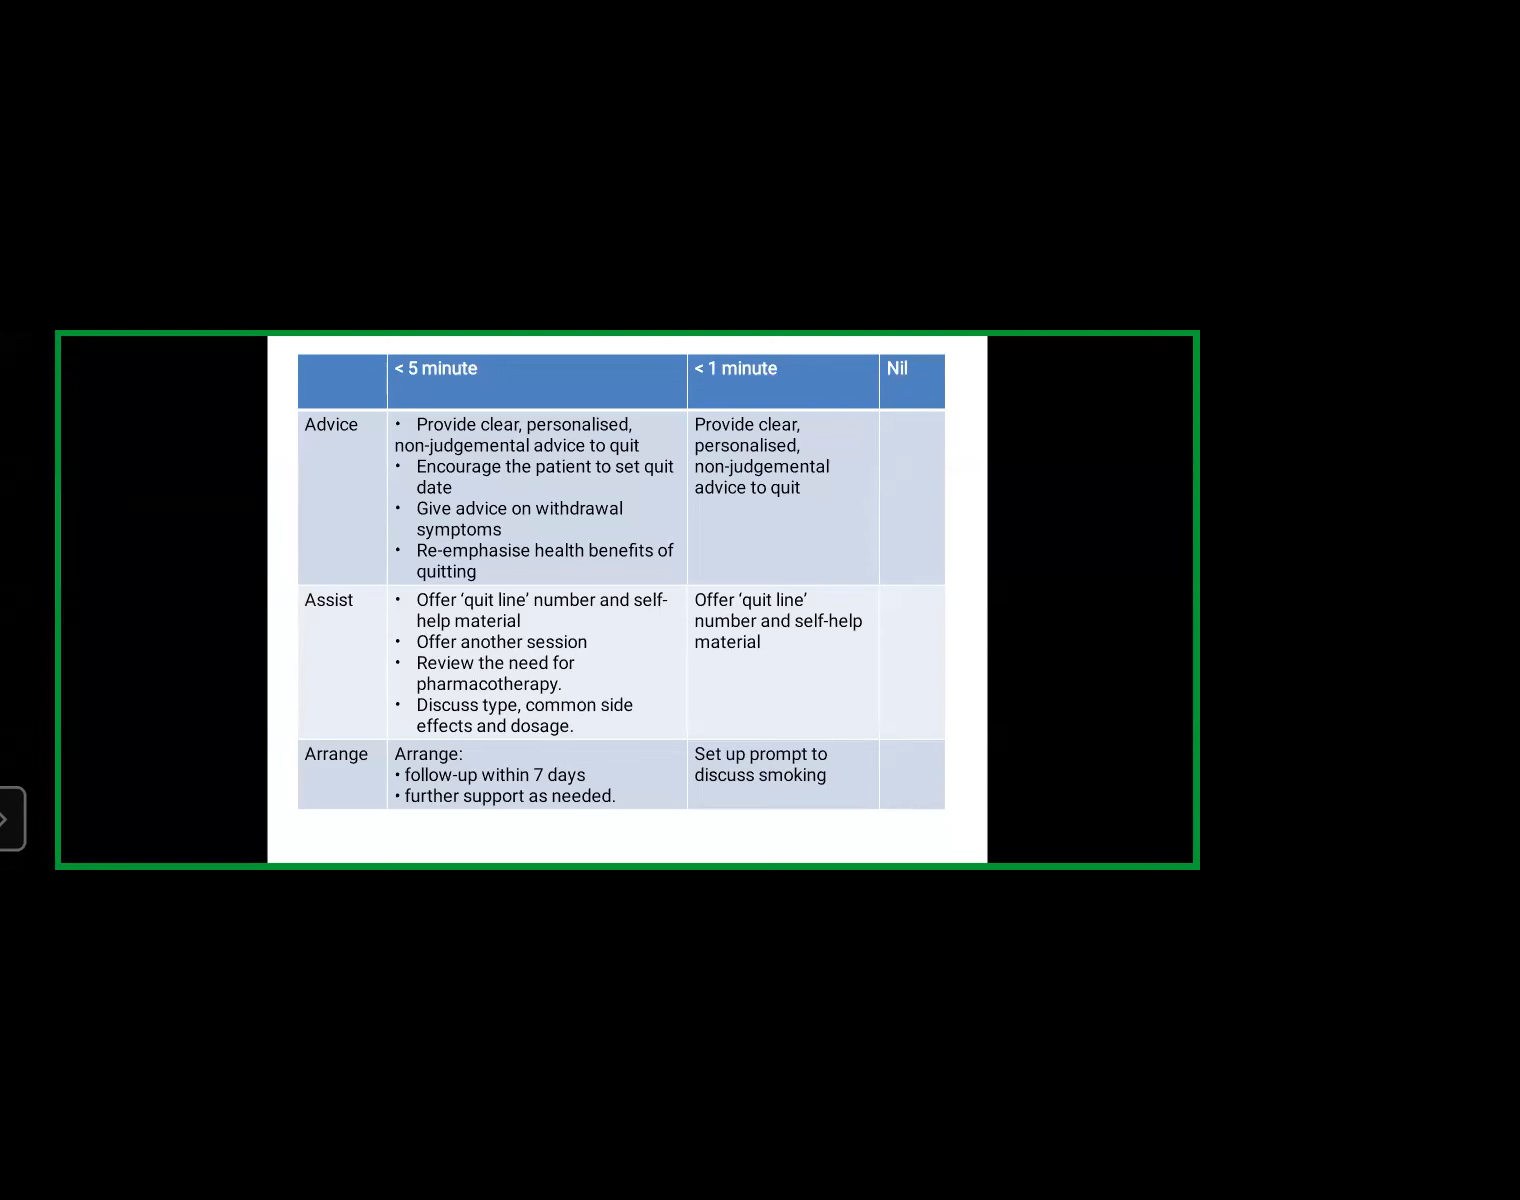 < 5 minute
< 1 minute
Nil
Advice
• Provide clear, personalised,
non-judgemental advice to quit
• Encourage the patient to set quit
date
• Give advice on withdrawal
symptoms
• Re-emphasise health benefits of
quitting
Provide clear,
personalised,
non-judgemental
advice to quit
Assist
• Offer ‘quit line’ number and self-
help material
• Offer another session
• Review the need for
pharmacotherapy.
• Discuss type, common side
effects and dosage.
Offer ‘quit line’
number and self-help
material
Arrange
Arrange:
• follow-up within 7 days
• further support as needed.
Set up prompt to
discuss smoking